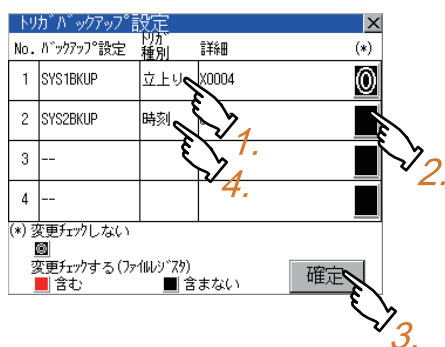 トリガバックアップ設定
No. バックアップ設定 トリガ種別 詳細 (*)
1 SYS1BKUP 立上り X0004
2 SYS2BKUP 時刻
3 --
4 --
1.
2.
4.
(*) 変更チェックしない
変更チェックする(ファイルレジスタ)
含む 含まない
確定
3.